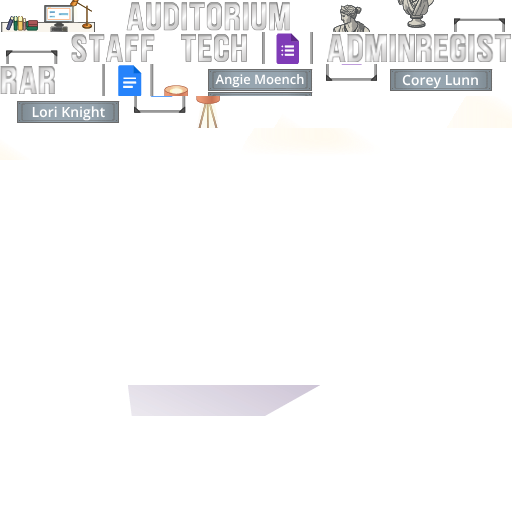 AUDITORIUM
STAFF TECH ADMINREGIST
RAR Angie Moench Corey Lunn
Lori Knight